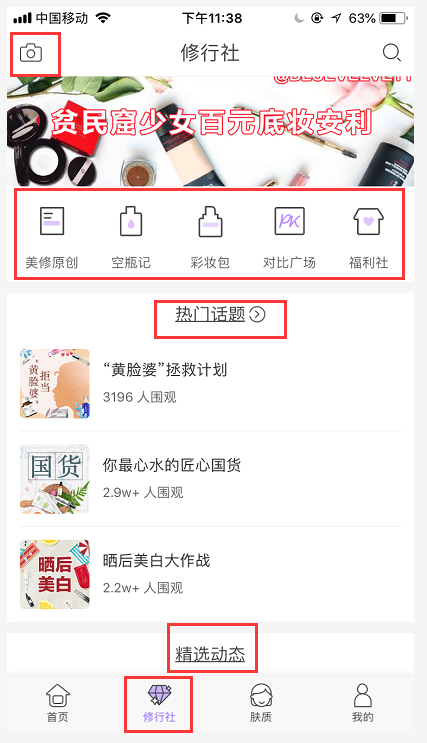 中国移动 下午11:38 63%
修行社
贫民窟少女百元底妆安利
美修原创 空瓶记 彩妆包 对比广场 福利社
PK
热门话题
黄脸婆 拒当
“黄脸婆”拯救计划
3196 人围观
国货
你最心水的匠心国货
2.9w+ 人围观
晒后
美白
晒后美白大作战
2.2w+ 人围观
精选动态
首页 修行社 肤质 我的